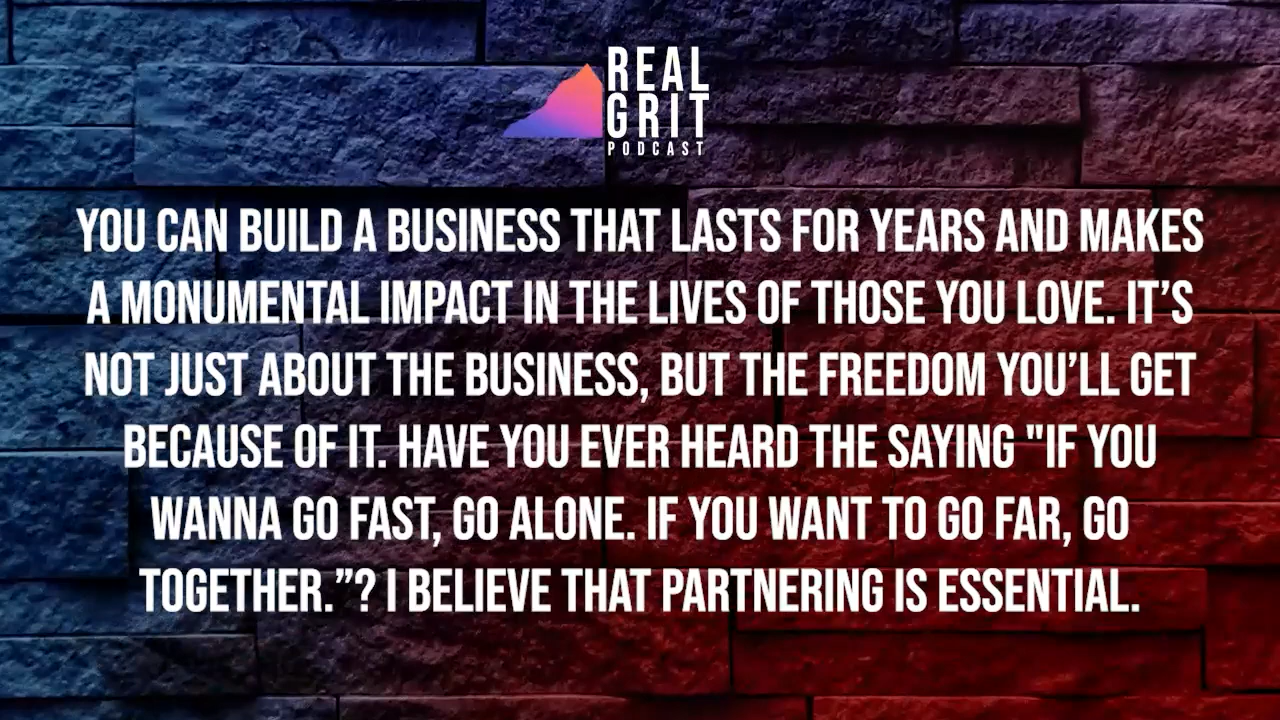 REAL
GRIT
PODCAST
YOU CAN BUILD A BUSINESS THAT LASTS FOR YEARS AND MAKES
A MONUMENTAL IMPACT IN THE LIVES OF THOSE YOU LOVE. IT’S
NOT JUST ABOUT THE BUSINESS, BUT THE FREEDOM YOU’LL GET
BECAUSE OF IT. HAVE YOU EVER HEARD THE SAYING "IF YOU
WANNA GO FAST, GO ALONE. IF YOU WANT TO GO FAR, GO
TOGETHER.”? I BELIEVE THAT PARTNERING IS ESSENTIAL.